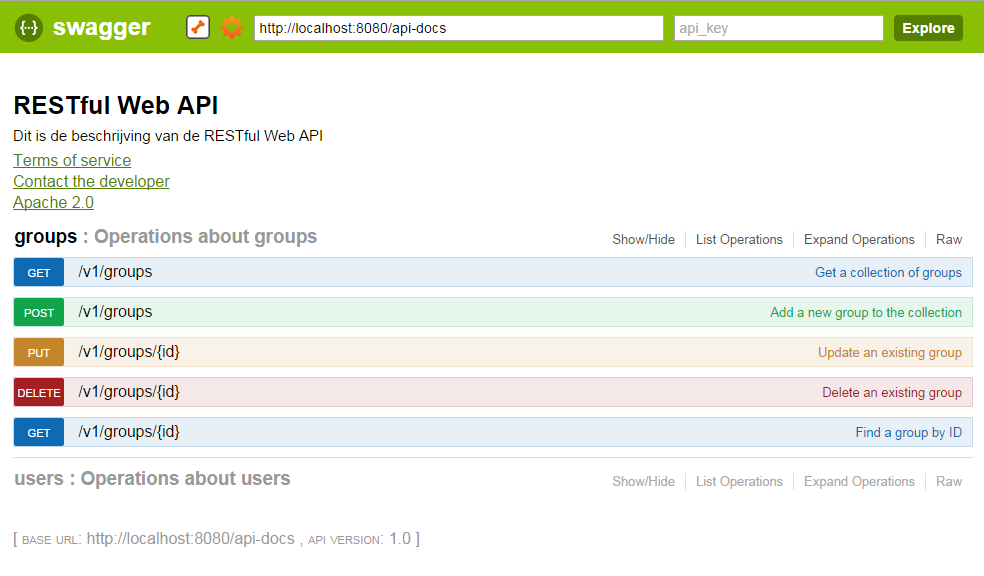 {···} swagger http://localhost:8080/api-docs api_key Explore
RESTful Web API
Dit is de beschrijving van de RESTful Web API
Terms of service
Contact the developer
Apache 2.0
groups : Operations about groups Show/Hide List Operations Expand Operations Raw
GET /v1/groups Get a collection of groups
POST /v1/groups Add a new group to the collection
PUT /v1/groups/{id} Update an existing group
DELETE /v1/groups/{id} Delete an existing group
GET /v1/groups/{id} Find a group by ID
users : Operations about users Show/Hide List Operations Expand Operations Raw
[ BASE URL: http://localhost:8080/api-docs , API VERSION: 1.0 ]